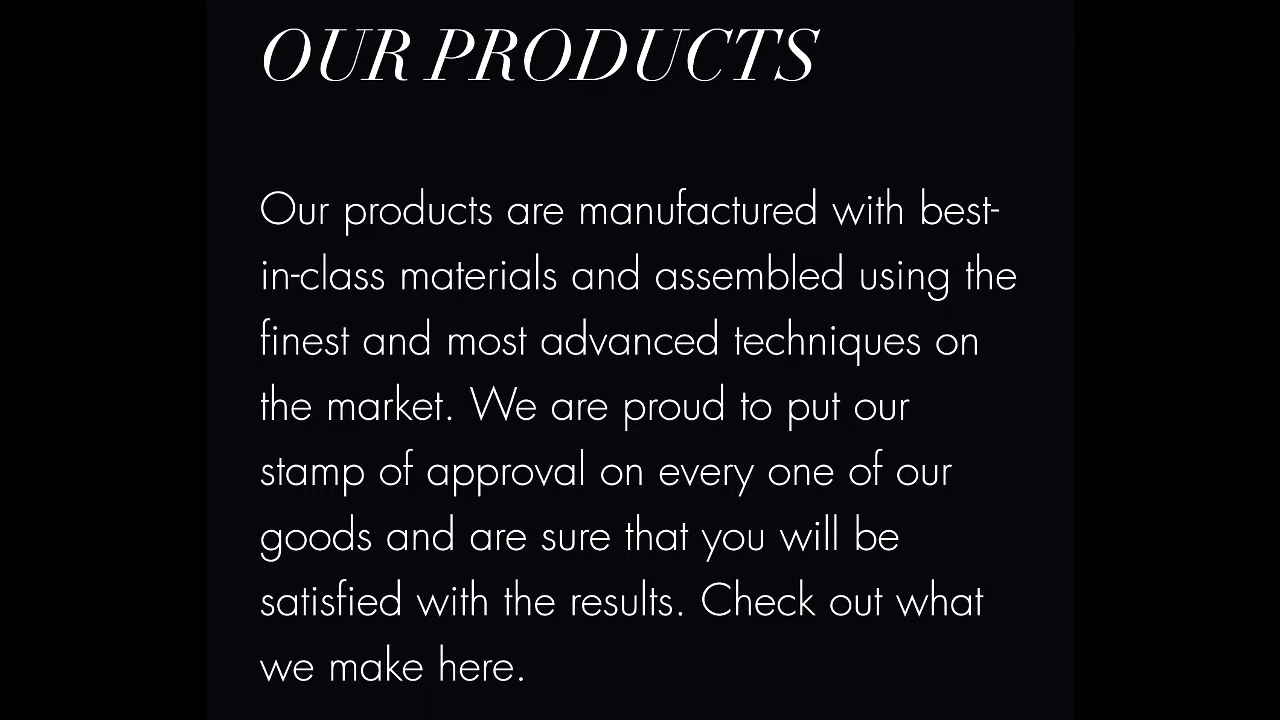 OUR PRODUCTS
Our products are manufactured with best-
in-class materials and assembled using the
finest and most advanced techniques on
the market. We are proud to put our
stamp of approval on every one of our
goods and are sure that you will be
satisfied with the results. Check out what
we make here.